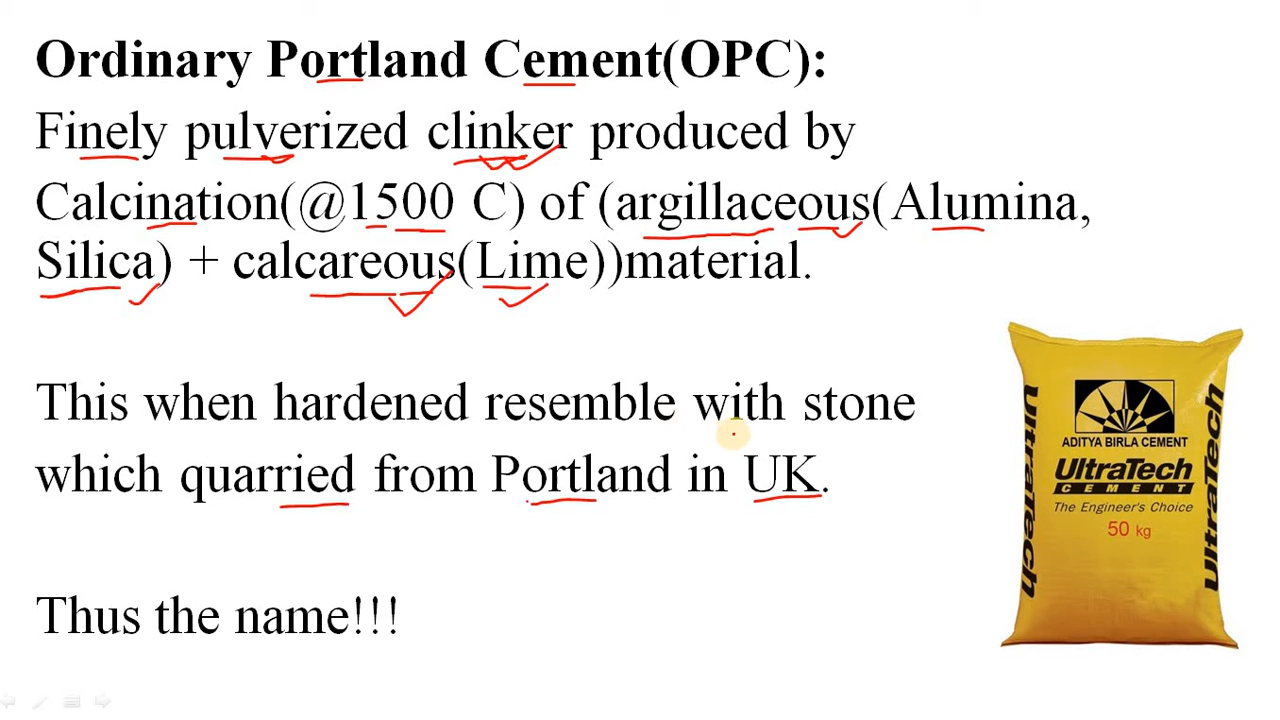 Ordinary Portland Cement(OPC):
Finely pulverized clinker produced by
Calcination(@1500 C) of (argillaceous(Alumina,
Silica) + calcareous(Lime))material.
This when hardened resemble with stone
which quarried from Portland in UK.
Thus the name!!!
ADITYA BIRLA CEMENT
UltraTech
CEMENT
The Engineer's Choice
50 kg
UltraTech
UltraTech